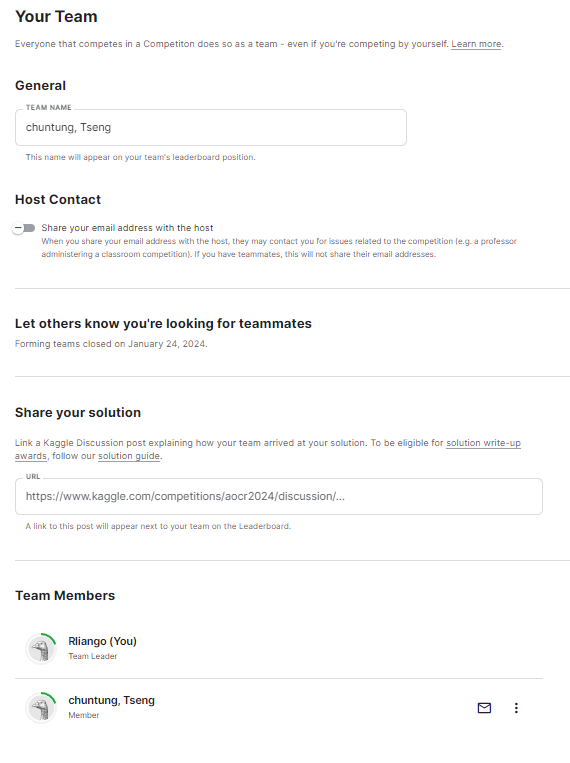 Your Team
Everyone that competes in a Competiton does so as a team - even if you're competing by yourself. Learn more.
General
TEAM NAME
chuntung, Tseng
This name will appear on your team's leaderboard position.
Host Contact
Share your email address with the host
When you share your email address with the host, they may contact you for issues related to the competition (e.g. a professor
administering a classroom competition). If you have teammates, this will not share their email addresses.
Let others know you're looking for teammates
Forming teams closed on January 24, 2024.
Share your solution
Link a Kaggle Discussion post explaining how your team arrived at your solution. To be eligible for solution write-up
awards, follow our solution guide.
URL
https://www.kaggle.com/competitions/aocr2024/discussion/...
A link to this post will appear next to your team on the Leaderboard.
Team Members
Rliango (You)
Team Leader
chuntung, Tseng
Member